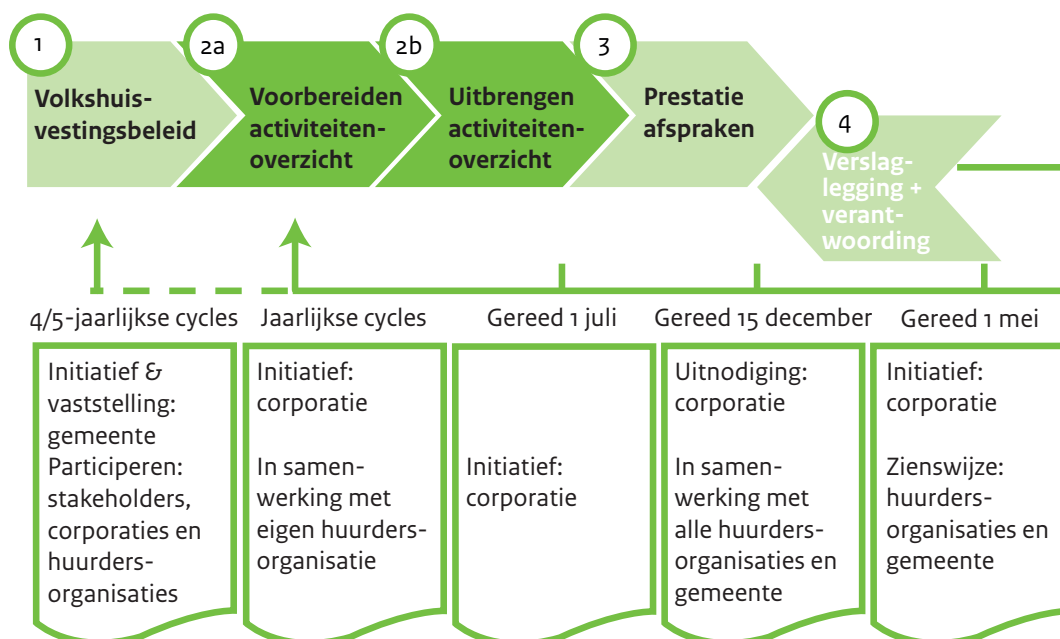 1
Volkshuis-
vestingsbeleid
2a
Voorbereiden
activiteiten-
overzicht
2b
Uitbrengen
activiteiten-
overzicht
3
Prestatie
afspraken
4
Verslag-
legging +
verant-
woording
4/5-jaarlijkse cycles
Jaarlijkse cycles
Gereed 1 juli
Gereed 15 december
Gereed 1 mei
Initiatief &
vaststelling:
gemeente
Participeren:
stakeholders,
corporaties en
huurders-
organisaties
Initiatief:
corporatie
In samen-
werking met
eigen huurders-
organisatie
Initiatief:
corporatie
Uitnodiging:
corporatie
In samen-
werking met
alle huurders-
organisaties en
gemeente
Initiatief:
corporatie
Zienswijze:
huurders-
organisaties en
gemeente